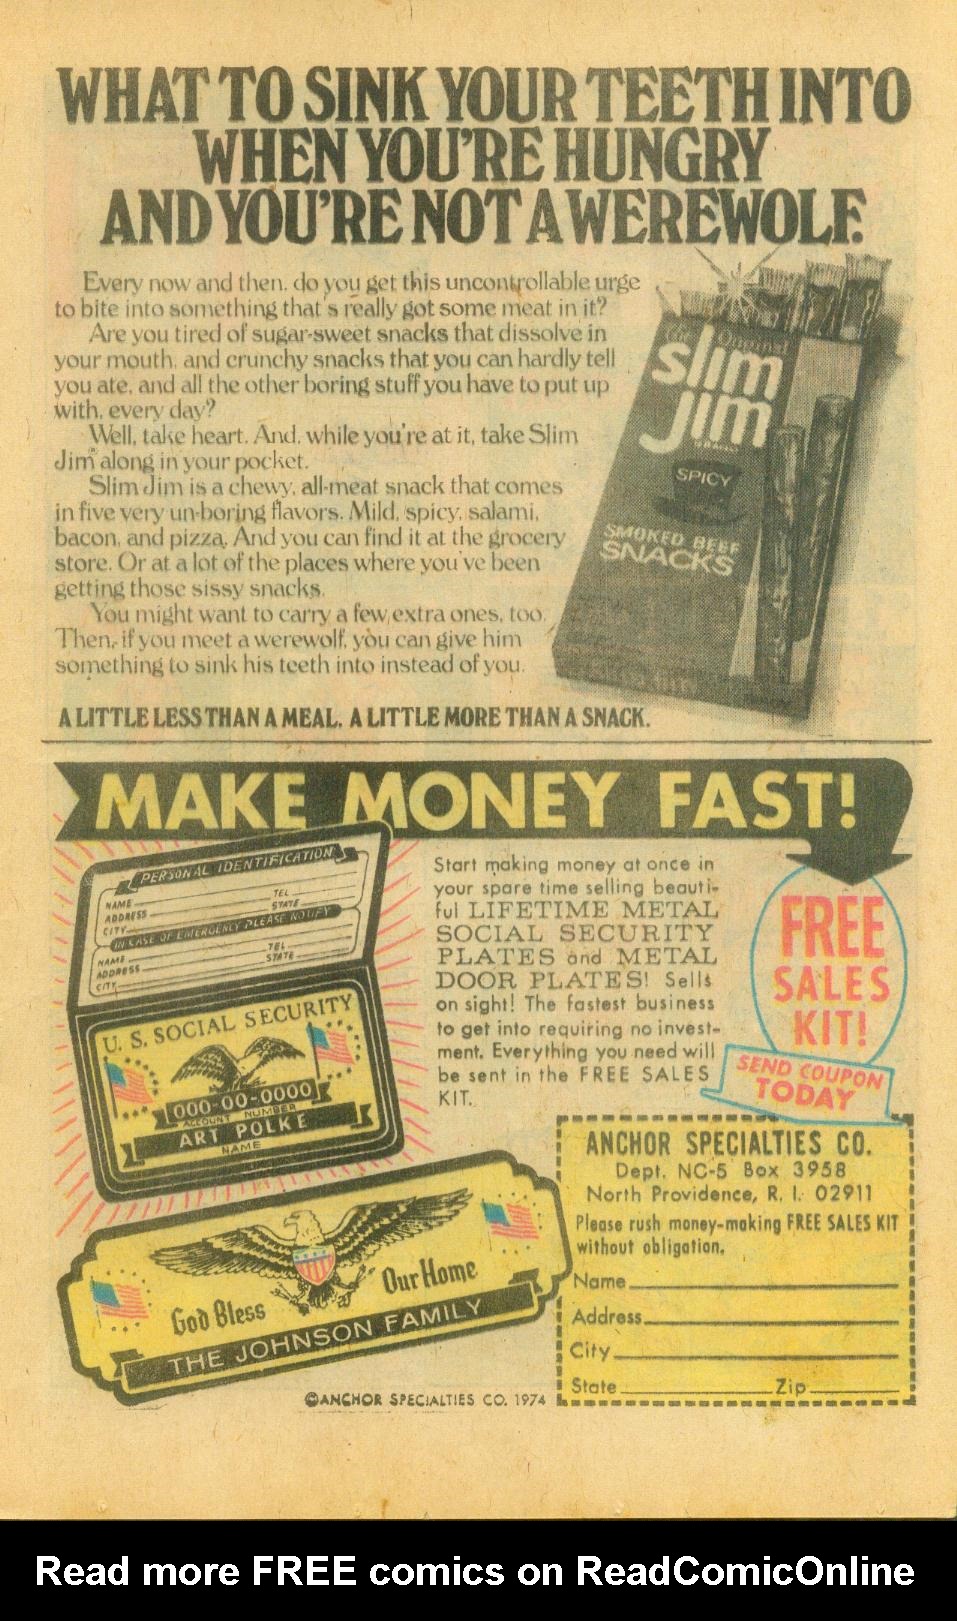 WHAT TO SINK YOUR TEETH INTO
WHEN YOU'RE HUNGRY
AND YOU'RE NOT A WEREWOLF.
Every now and then, do you get this uncontrollable urge
to bite into something that's really got some meat in it?
Are you tired of sugar-sweet snacks that dissolve in
your mouth, and crunchy snacks that you can hardly tell
you ate, and all the other boring stuff you have to put up
with, every day?
Well, take heart. And, while you're at it, take Slim
Jim along in your pocket.
Slim Jim is a chewy, all-meat snack that comes
in five very un-boring flavors. Mild, spicy, salami,
bacon, and pizza. And you can find it at the grocery
store. Or at a lot of the places where you've been
getting those sissy snacks.
You might want to carry a few extra ones, too.
Then, if you meet a werewolf, you can give him
something to sink his teeth into instead of you.
A LITTLE LESS THAN A MEAL. A LITTLE MORE THAN A SNACK.
Original
slim
jim
SPICY
SMOKED BEEF
SNACKS
MAKE MONEY FAST!
PERSONAL IDENTIFICATION
NAME TEL
ADDRESS STATE
CITY
IN CASE OF EMERGENCY PLEASE NOTIFY
NAME TEL
ADDRESS STATE
CITY
U. S. SOCIAL SECURITY
000-00-0000
ACCOUNT NUMBER
ART POLKE
NAME
Start making money at once in
your spare time selling beauti-
ful LIFETIME METAL
SOCIAL SECURITY
PLATES and METAL
DOOR PLATES! Sells
on sight! The fastest business
to get into requiring no invest-
ment. Everything you need will
be sent in the FREE SALES
KIT.
FREE
SALES
KIT!
SEND COUPON
TODAY
God Bless Our Home
THE JOHNSON FAMILY
©ANCHOR SPECIALTIES CO. 1974
ANCHOR SPECIALTIES CO.
Dept. NC-5 Box 3958
North Providence, R. I. 02911
Please rush money-making FREE SALES KIT
without obligation.
Name
Address
City
State Zip
Read more FREE comics on ReadComicOnline